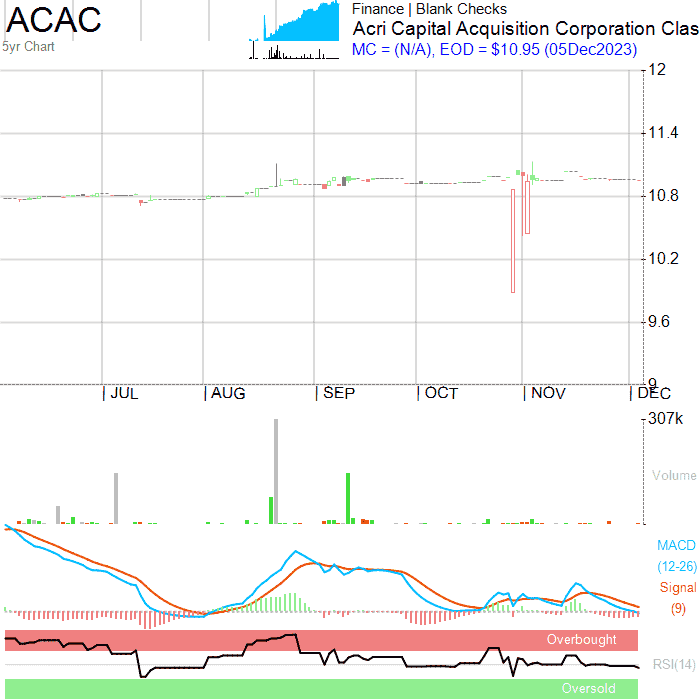 ACAC
5yr Chart
Finance | Blank Checks
Acri Capital Acquisition Corporation Clas
MC = (N/A), EOD = $10.95 (05Dec2023)
12
11.4
10.8
10.2
9.6
9
| JUL | AUG | SEP | OCT | NOV | DEC
307k
Volume
MACD
(12-26)
Signal
(9)
Overbought
RSI(14)
Oversold